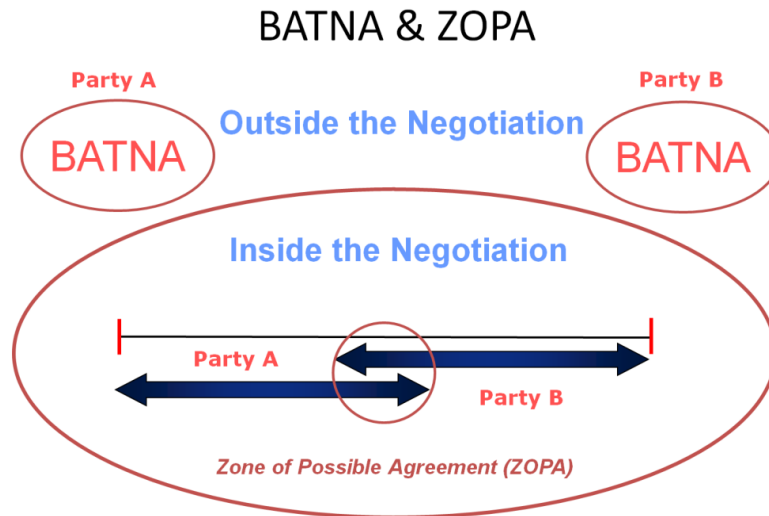 BATNA & ZOPA
Party A
Party B
Outside the Negotiation
BATNA
BATNA
Inside the Negotiation
Party A
Party B
Zone of Possible Agreement (ZOPA)